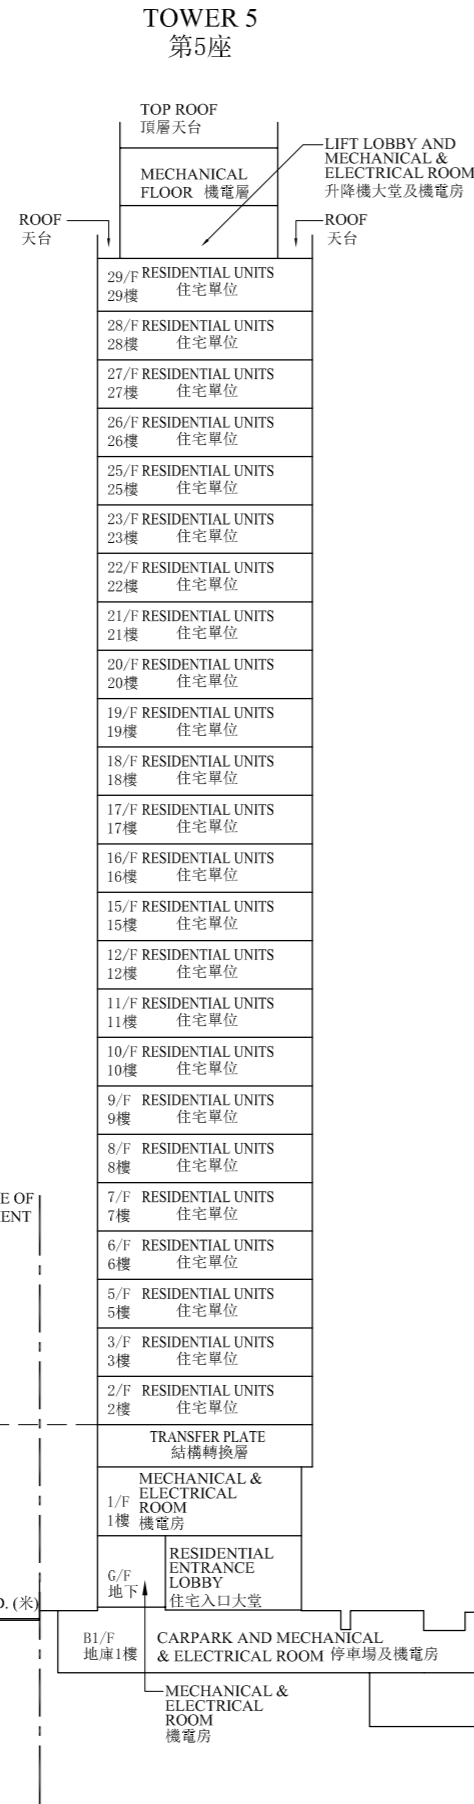 TOWER 5
第5座
TOP ROOF
頂層天台
LIFT LOBBY AND
MECHANICAL &
ELECTRICAL ROOM
升降機大堂及機電房
MECHANICAL
FLOOR 機電層
ROOF
天台
ROOF
天台
29/F RESIDENTIAL UNITS
29樓 住宅單位
28/F RESIDENTIAL UNITS
28樓 住宅單位
27/F RESIDENTIAL UNITS
27樓 住宅單位
26/F RESIDENTIAL UNITS
26樓 住宅單位
25/F RESIDENTIAL UNITS
25樓 住宅單位
23/F RESIDENTIAL UNITS
23樓 住宅單位
22/F RESIDENTIAL UNITS
22樓 住宅單位
21/F RESIDENTIAL UNITS
21樓 住宅單位
20/F RESIDENTIAL UNITS
20樓 住宅單位
19/F RESIDENTIAL UNITS
19樓 住宅單位
18/F RESIDENTIAL UNITS
18樓 住宅單位
17/F RESIDENTIAL UNITS
17樓 住宅單位
16/F RESIDENTIAL UNITS
16樓 住宅單位
15/F RESIDENTIAL UNITS
15樓 住宅單位
12/F RESIDENTIAL UNITS
12樓 住宅單位
11/F RESIDENTIAL UNITS
11樓 住宅單位
10/F RESIDENTIAL UNITS
10樓 住宅單位
9/F RESIDENTIAL UNITS
9樓 住宅單位
8/F RESIDENTIAL UNITS
8樓 住宅單位
7/F RESIDENTIAL UNITS
7樓 住宅單位
E OF
ENT
6/F RESIDENTIAL UNITS
6樓 住宅單位
5/F RESIDENTIAL UNITS
5樓 住宅單位
3/F RESIDENTIAL UNITS
3樓 住宅單位
2/F RESIDENTIAL UNITS
2樓 住宅單位
TRANSFER PLATE
結構轉換層
1/F
1樓
MECHANICAL &
ELECTRICAL
ROOM
機電房
G/F
地下
RESIDENTIAL
ENTRANCE
LOBBY
住宅入口大堂
D. (米)
B1/F CARPARK AND MECHANICAL
地庫1樓 & ELECTRICAL ROOM 停車場及機電房
MECHANICAL &
ELECTRICAL
ROOM
機電房